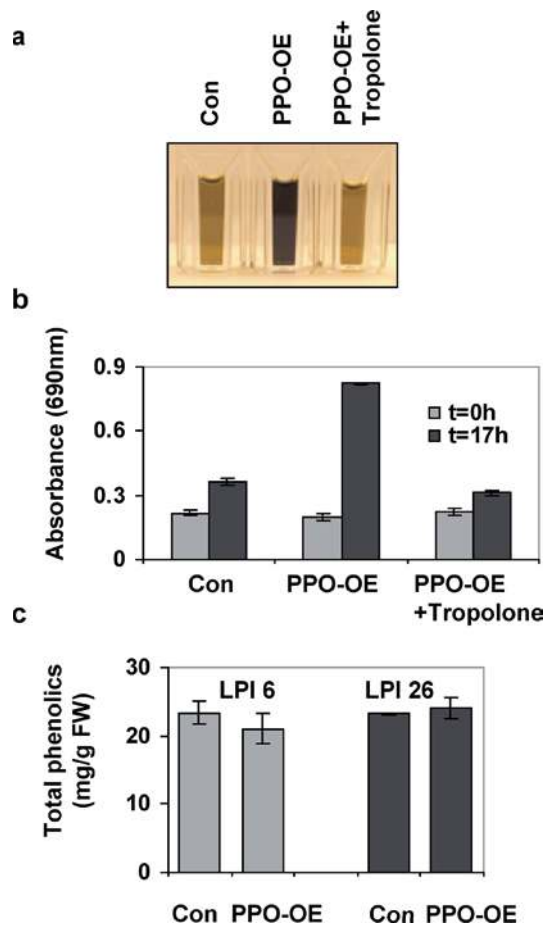 a
Con
PPO-OE
PPO-OE+
Tropolone
b
Absorbance (690nm)
0.9
0.6
0.3
0
t=0h
t=17h
Con
PPO-OE
PPO-OE
+Tropolone
c
Total phenolics
(mg/g FW)
30
20
10
0
LPI 6
LPI 26
Con
PPO-OE
Con
PPO-OE